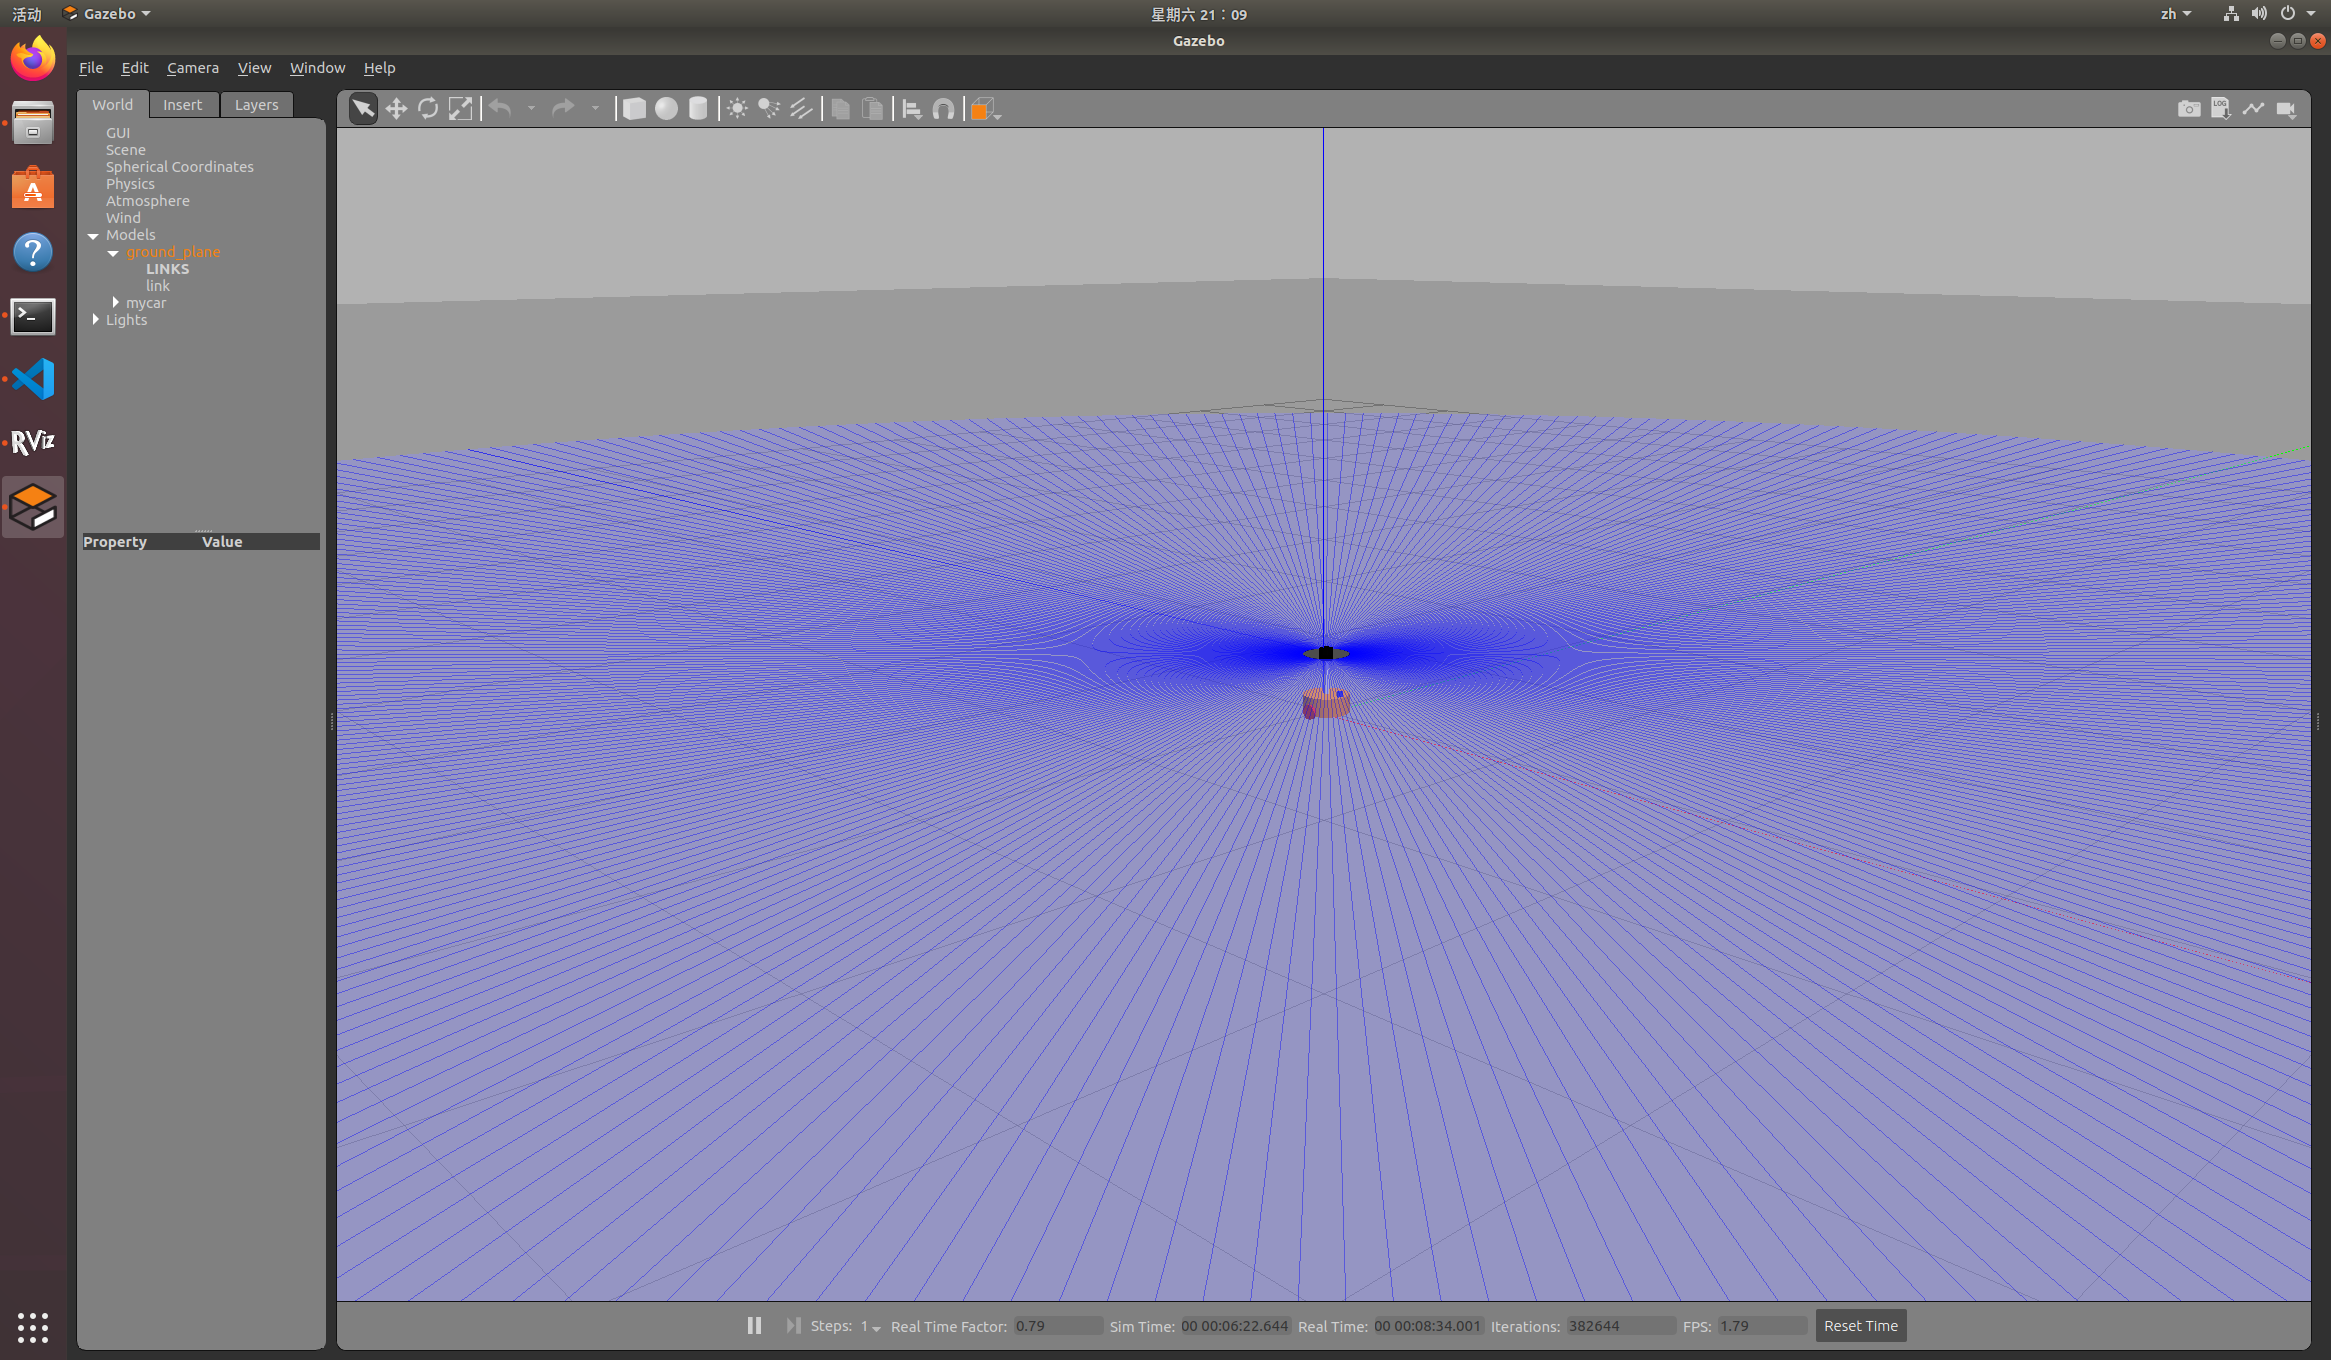 活动 Gazebo 星期六 21：09 zh
Gazebo
File Edit Camera View Window Help
World Insert Layers
GUI
Scene
Spherical Coordinates
Physics
Atmosphere
Wind
Models
ground_plane
LINKS
link
mycar
Lights
Property Value
LOG
RViz
Steps: 1 Real Time Factor: 0.79 Sim Time: 00 00:06:22.644 Real Time: 00 00:08:34.001 Iterations: 382644 FPS: 1.79 Reset Time